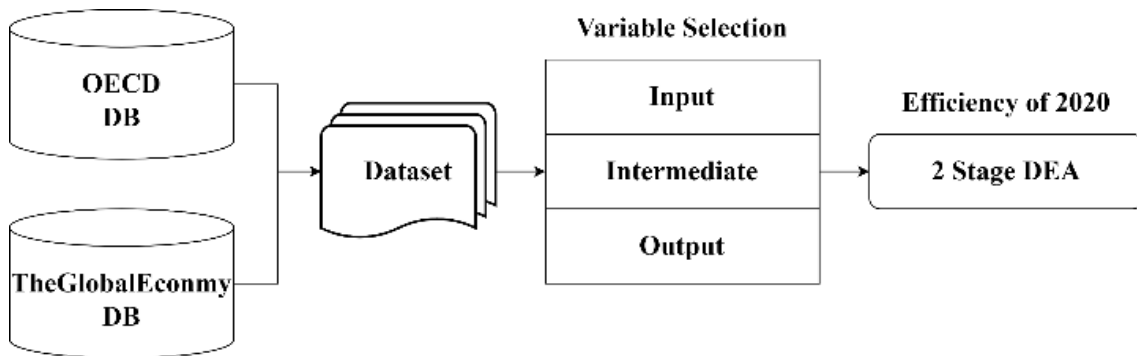 OECD
DB
TheGlobalEconmy
DB
Dataset
Variable Selection
Input
Intermediate
Output
Efficiency of 2020
2 Stage DEA